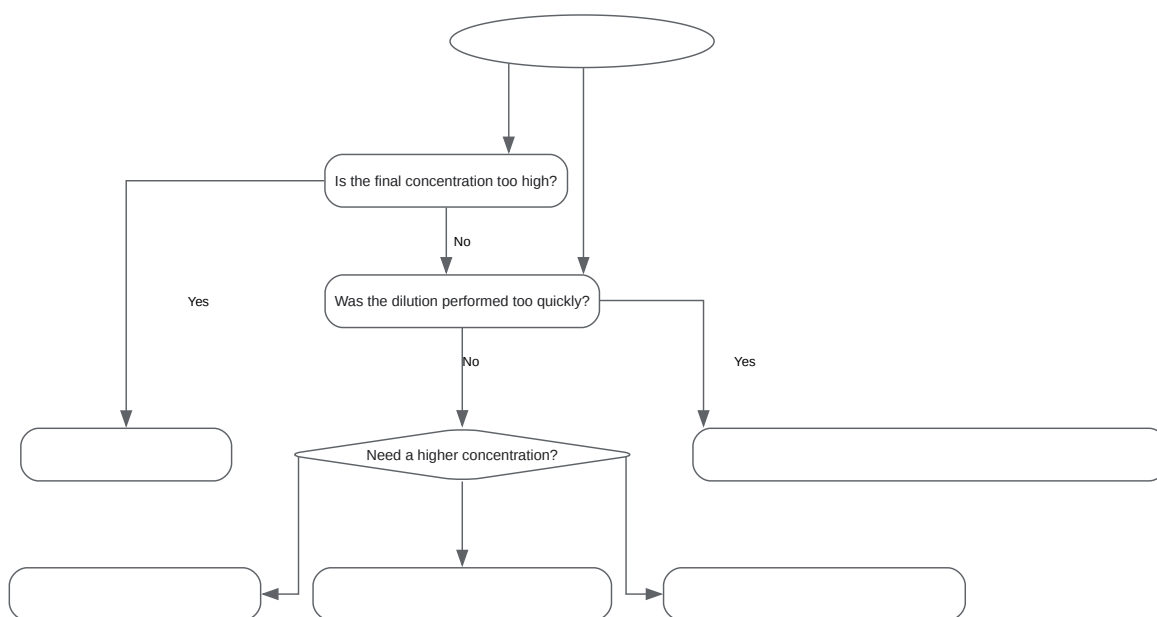 Is the final concentration too high?
No
Yes
Was the dilution performed too quickly?
No
Yes
Need a higher concentration?